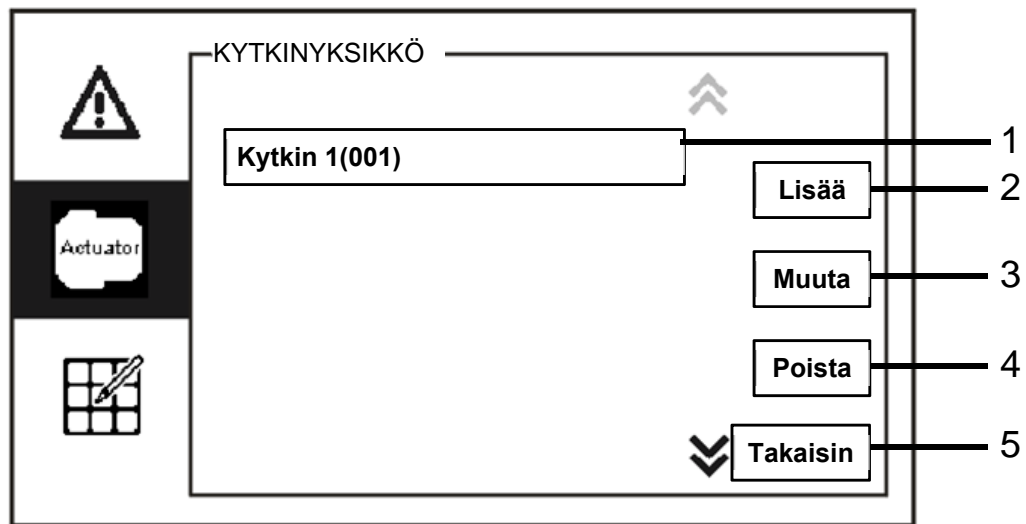 KYTKINYKSIKKÖ
Kytkin 1(001)
1
Lisää
2
Actuator
Muuta
3
Poista
4
Takaisin
5